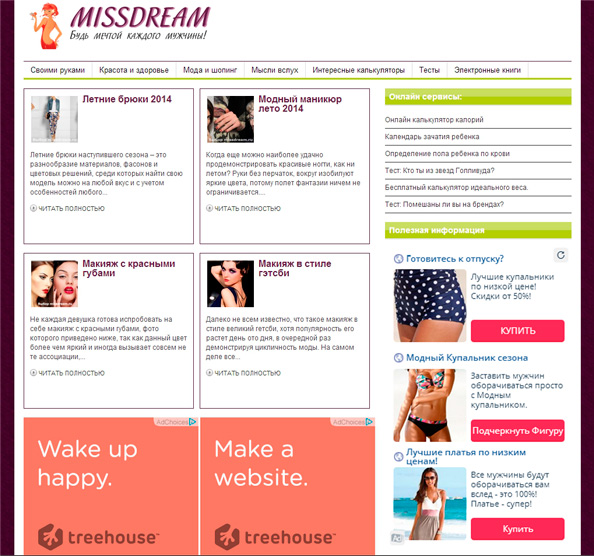 MISSDREAM
Будь мечтой каждого мужчины!
Своими руками
Красота и здоровье
Мода и шопинг
Мысли вслух
Интересные калькуляторы
Тесты
Электронные книги
Летние брюки 2014
Летние брюки наступившего сезона – это
разнообразие материалов, фасонов и
цветовых решений, среди которых найти свою
модель можно на любой вкус и с учетом
особенностей любого...
ЧИТАТЬ ПОЛНОСТЬЮ
Модный маникюр
лето 2014
Когда еще можно наиболее удачно
продемонстрировать красивые ногти, как ни
летом? Руки без перчаток, вокруг изобилуют
яркие цвета, потому полет фантазии ничем не
ограничивается....
ЧИТАТЬ ПОЛНОСТЬЮ
Макияж с красными
губами
Не каждая девушка готова испробовать на
себе макияж с красными губами, фото
которого приведено ниже, так как данный цвет
более чем яркий и иногда вызывает совсем не
те ассоциации,...
ЧИТАТЬ ПОЛНОСТЬЮ
Макияж в стиле
гэтсби
Далеко не всем известно, что такое макияж в
стиле великий гетсби, хотя популярность его
растет день ото дня, в очередной раз
демонстрируя цикличность моды. На самом
деле все...
ЧИТАТЬ ПОЛНОСТЬЮ
AdChoices
Wake up
happy.
treehouse™
AdChoices
Make a
website.
treehouse™
Онлайн сервисы:
Онлайн калькулятор калорий
Календарь зачатия ребенка
Определение пола ребенка по крови
Тест: Кто ты из звезд Голливуда?
Бесплатный калькулятор идеального веса.
Тест: Помешаны ли вы на брендах?
Полезная информация
Готовитесь к отпуску?
Лучшие купальники
по низкой цене!
Скидки от 50%!
КУПИТЬ
Модный Купальник сезона
Заставить мужчин
оборачиваться просто
с Модным
купальником.
Подчеркнуть Фигуру
Лучшие платья по низким
ценам!
Все мужчины будут
оборачиваться вам
вслед - это 100%!
Платье - супер!
Купить